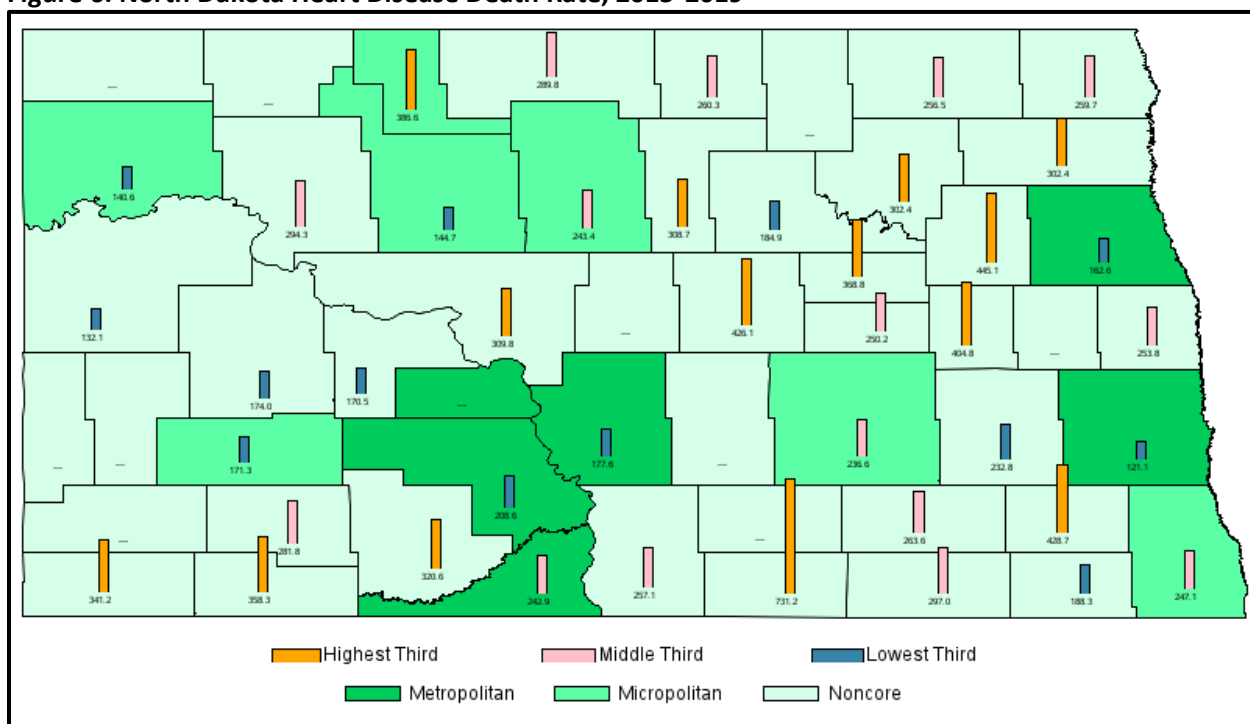 Figure 6. North Dakota Heart Disease Death Rate, 2015-2019
— — 386.6 289.8 260.3 — 256.5 259.7
140.6 294.3 144.7 243.4 308.7 184.9 302.4 302.4
445.1 162.6
132.1 309.8 — 426.1 368.8 250.2 404.8 — 253.8
174.0 170.5 —
— — 171.3 208.6 177.6 — 236.6 232.8 121.1
— 281.8 320.6 — 263.6 428.7
341.2 358.3 242.9 257.1 731.2 297.0 188.3 247.1
Highest Third Middle Third Lowest Third
Metropolitan Micropolitan Noncore